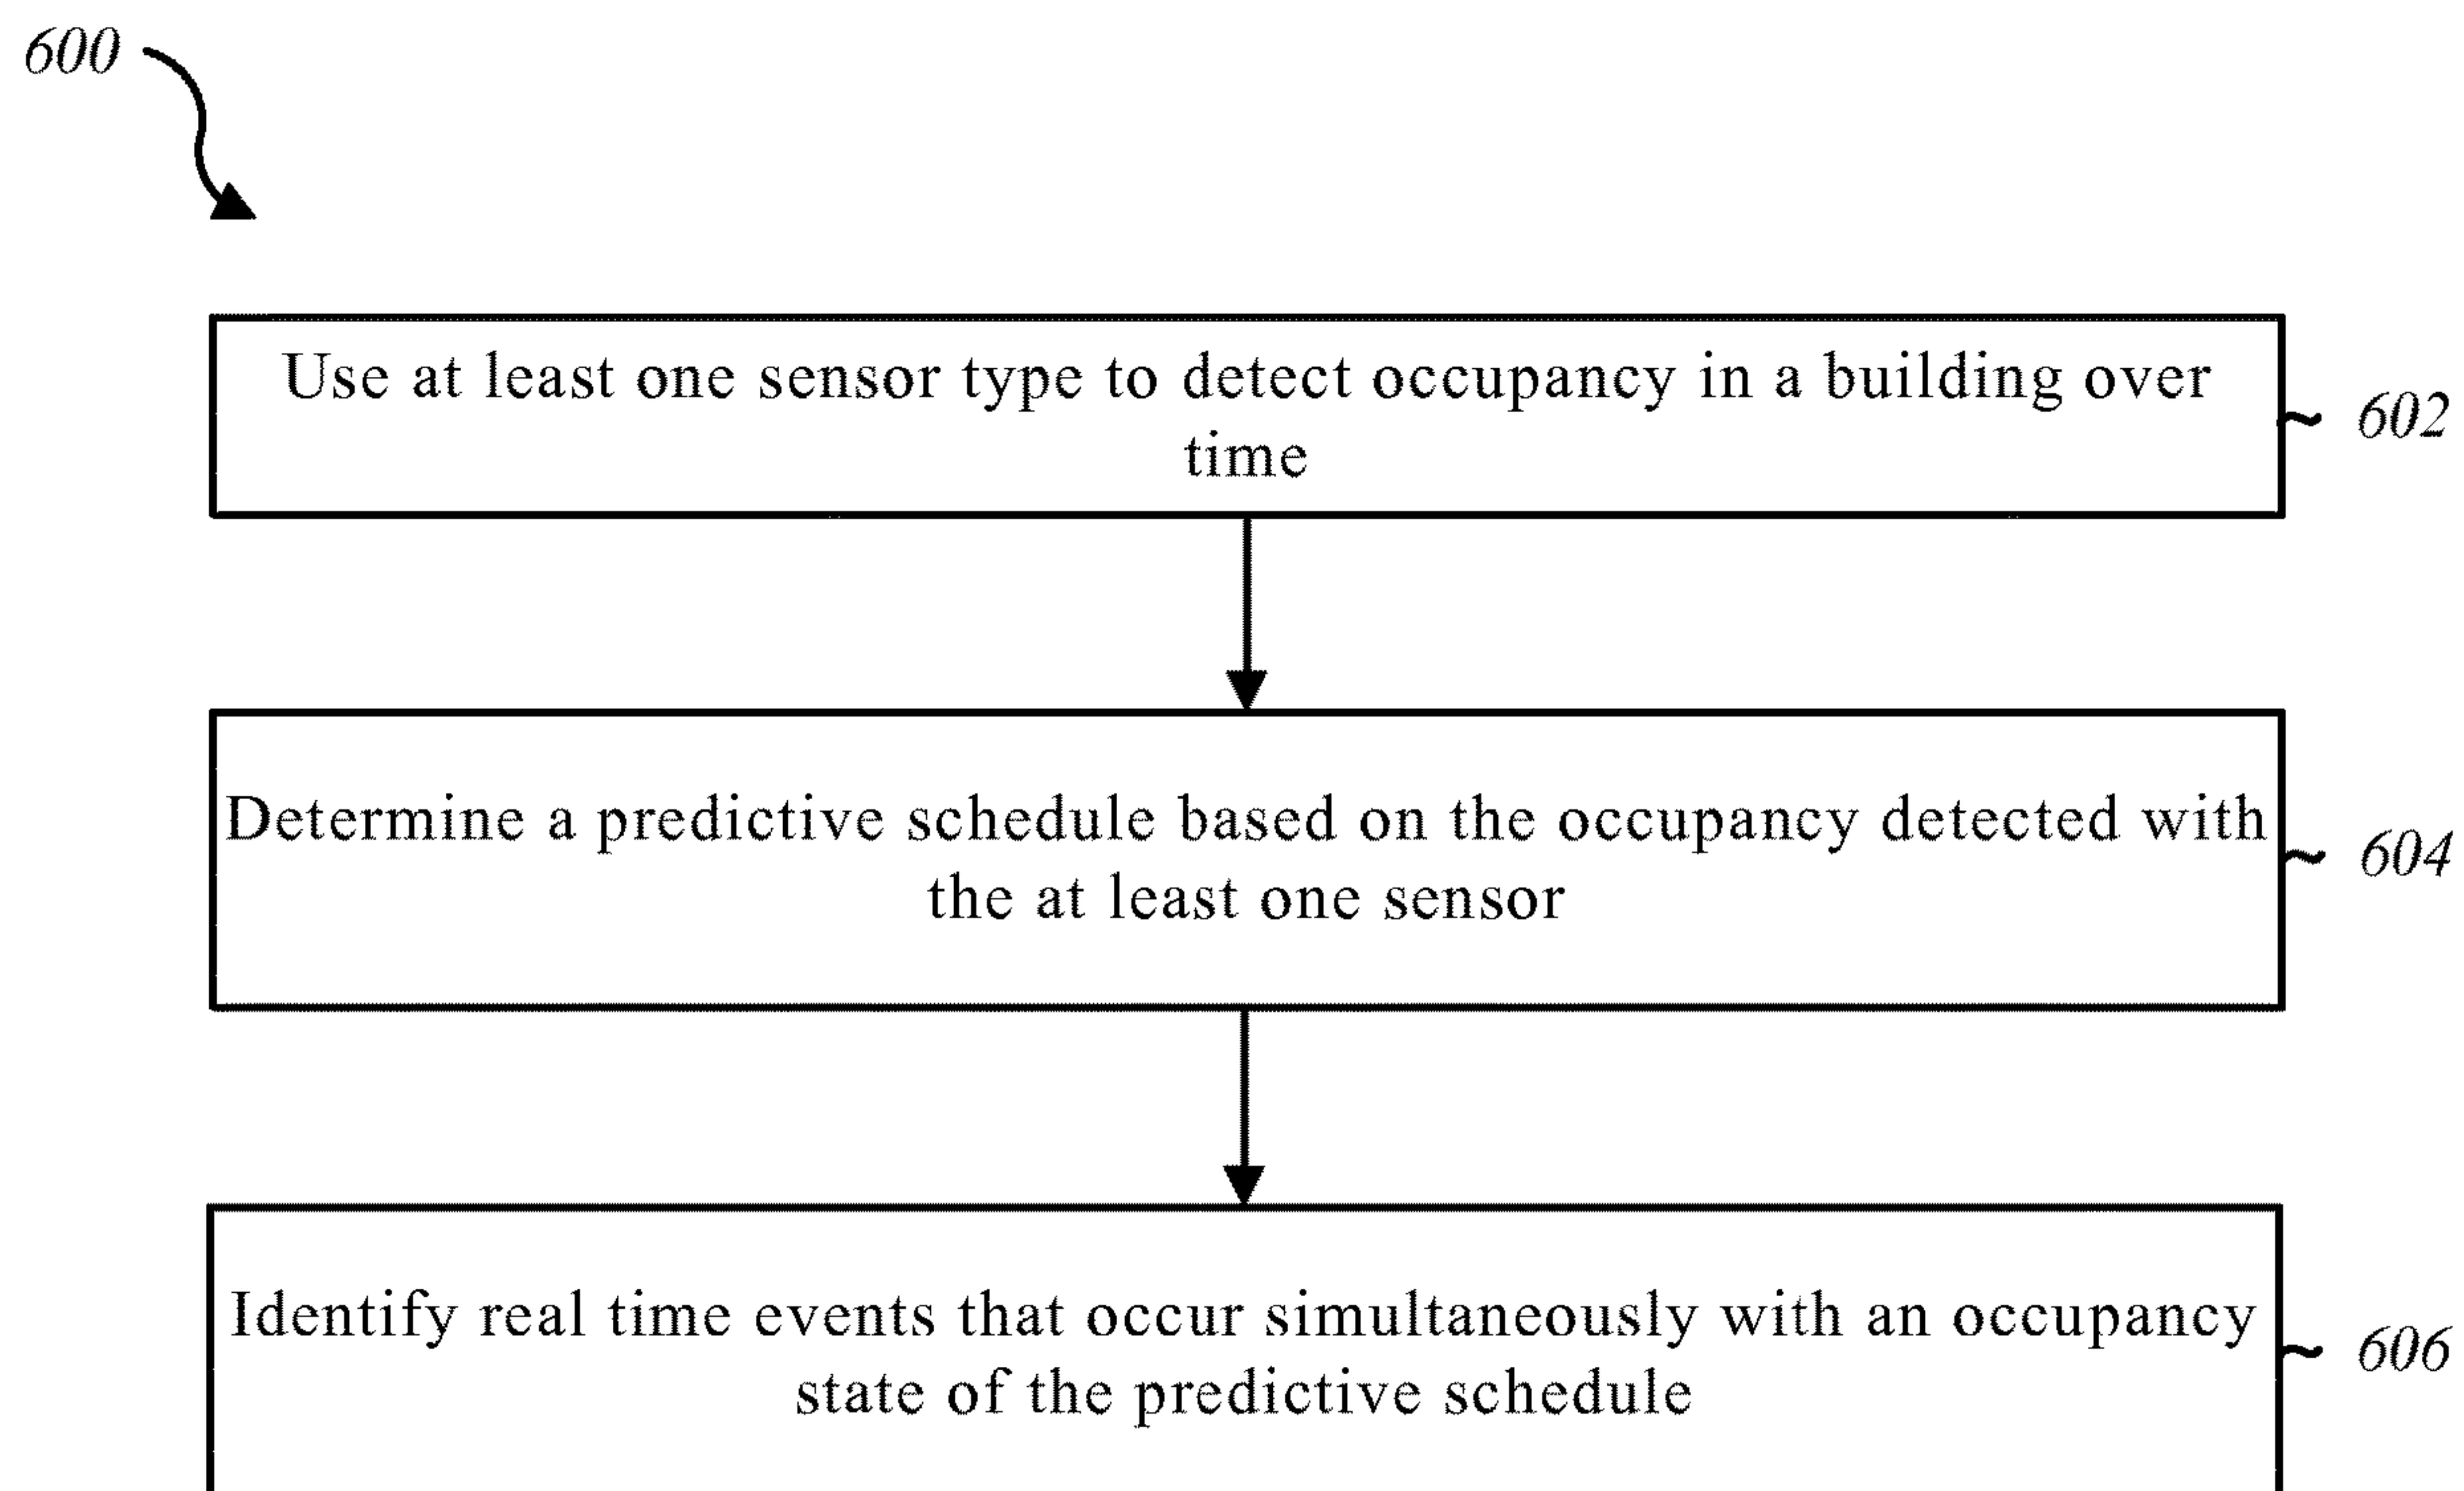 600
Use at least one sensor type to detect occupancy in a building over
time
602
Determine a predictive schedule based on the occupancy detected with
the at least one sensor
604
Identify real time events that occur simultaneously with an occupancy
state of the predictive schedule
606